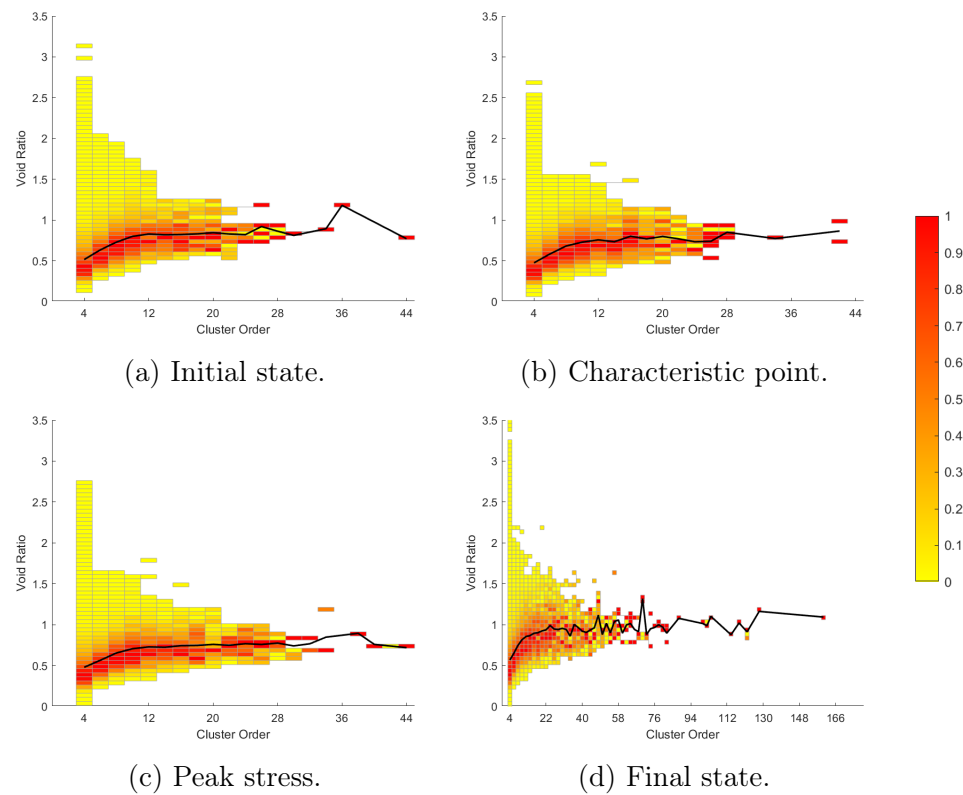 3.5
3
2.5
2
1.5
1
0.5
0
Void Ratio
4 12 20 28 36 44
Cluster Order
(a) Initial state.
3.5
3
2.5
2
1.5
1
0.5
0
Void Ratio
4 12 20 28 36 44
Cluster Order
(b) Characteristic point.
3.5
3
2.5
2
1.5
1
0.5
0
Void Ratio
4 12 20 28 36 44
Cluster Order
(c) Peak stress.
3.5
3
2.5
2
1.5
1
0.5
0
Void Ratio
4 22 40 58 76 94 112 130 148 166
Cluster Order
(d) Final state.
1
0.9
0.8
0.7
0.6
0.5
0.4
0.3
0.2
0.1
0